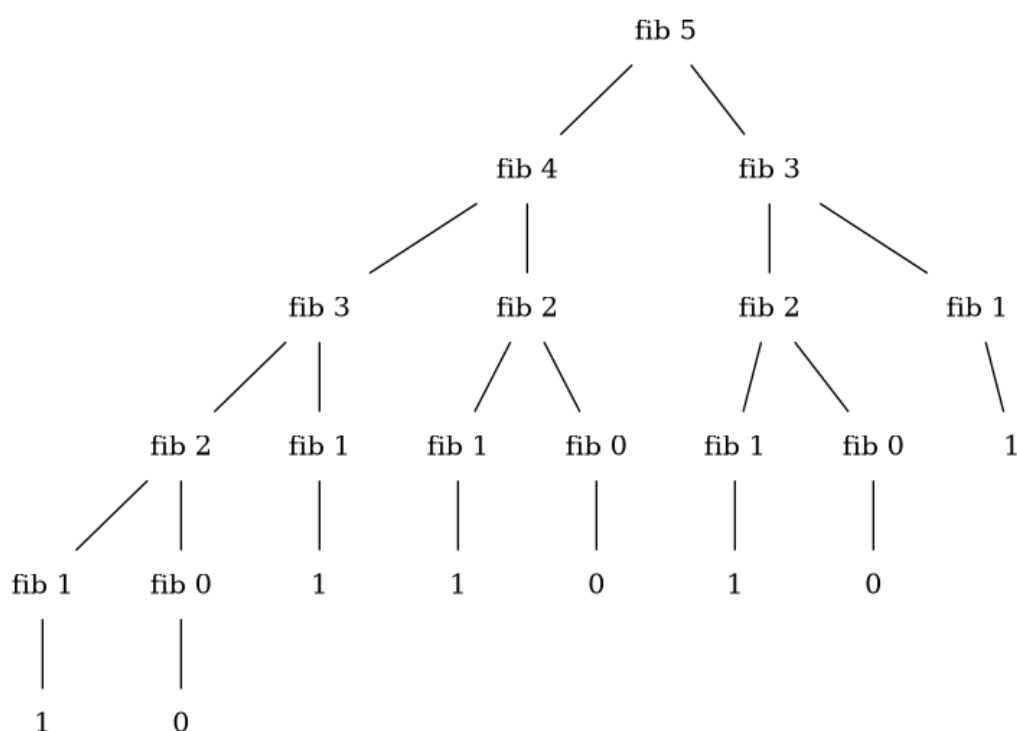 fib 5
fib 4 fib 3
fib 3 fib 2 fib 2 fib 1
fib 2 fib 1 fib 1 fib 0 fib 1 fib 0 1
fib 1 fib 0 1 1 0 1 0
1 0